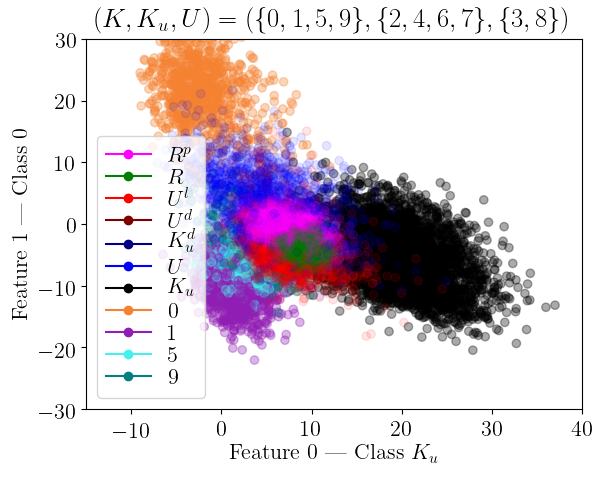 (K, K_u, U) = ({0, 1, 5, 9}, {2, 4, 6, 7}, {3, 8})
30
20
10
0
−10
−20
−30
Feature 1 — Class 0
R^p
R
U^l
U^d
K_u^d
U
K_u
0
1
5
9
−10 0 10 20 30 40
Feature 0 — Class K_u